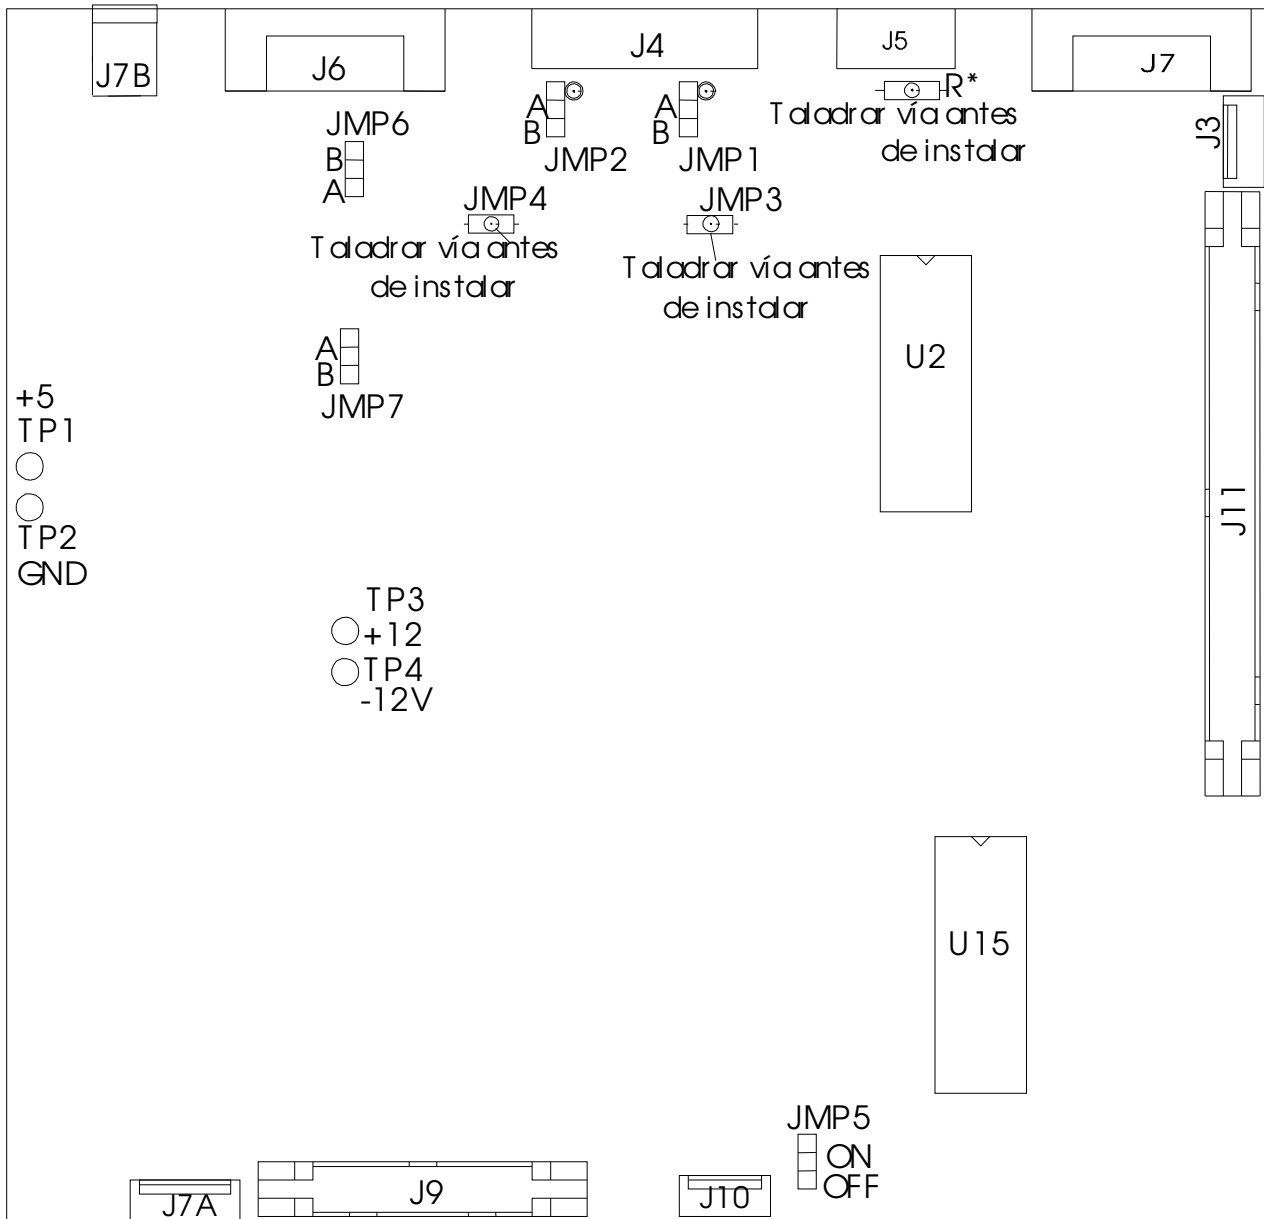 J7B
J6
J4
J5
J7
R*
Taladrar vía antes
de instalar
J3
A
B
JMP2
A
B
JMP1
JMP6
B
A
JMP4
Taladrar vía antes
de instalar
JMP3
Taladrar vía antes
de instalar
U2
A
B
JMP7
+5
TP1
TP2
GND
J11
TP3
+12
TP4
-12V
U15
JMP5
ON
OFF
J7A
J9
J10